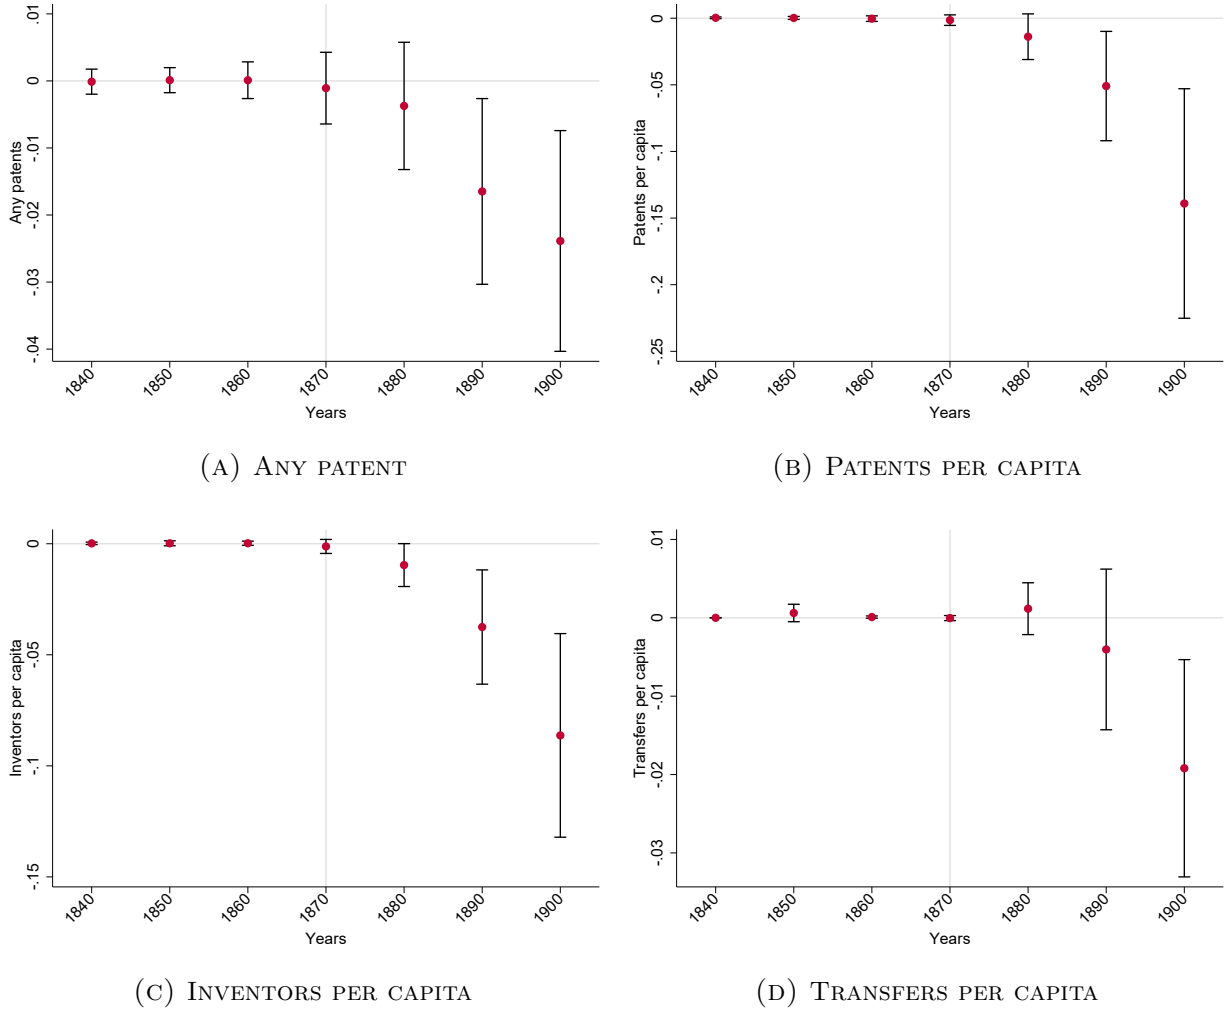 .01
0
-.01
-.02
-.03
-.04
Any patents
1840 1850 1860 1870 1880 1890 1900
Years
(A) ANY PATENT
0
-.05
-.1
-.15
-.2
-.25
Patents per capita
1840 1850 1860 1870 1880 1890 1900
Years
(B) PATENTS PER CAPITA
0
-.05
-.1
-.15
Inventors per capita
1840 1850 1860 1870 1880 1890 1900
Years
(C) INVENTORS PER CAPITA
.01
0
-.01
-.02
-.03
Transfers per capita
1840 1850 1860 1870 1880 1890 1900
Years
(D) TRANSFERS PER CAPITA